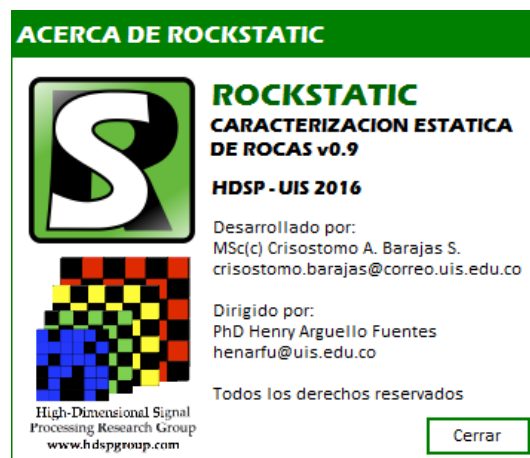 ACERCA DE ROCKSTATIC
SR
ROCKSTATIC
CARACTERIZACION ESTATICA
DE ROCAS v0.9
HDSP - UIS 2016
Desarrollado por:
MSc(c) Crisostomo A. Barajas S.
crisostomo.barajas@correo.uis.edu.co
Dirigido por:
PhD Henry Arguello Fuentes
henarfu@uis.edu.co
Todos los derechos reservados
High-Dimensional Signal
Processing Research Group
www.hdspgroup.com
Cerrar